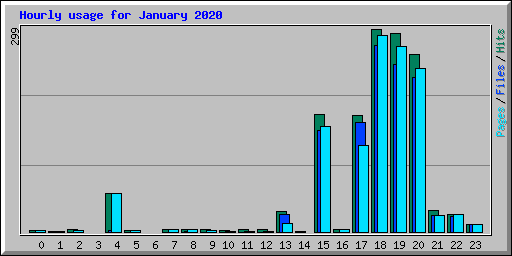 Hourly usage for January 2020
299
Pages/Files/Hits
0 1 2 3 4 5 6 7 8 9 10 11 12 13 14 15 16 17 18 19 20 21 22 23